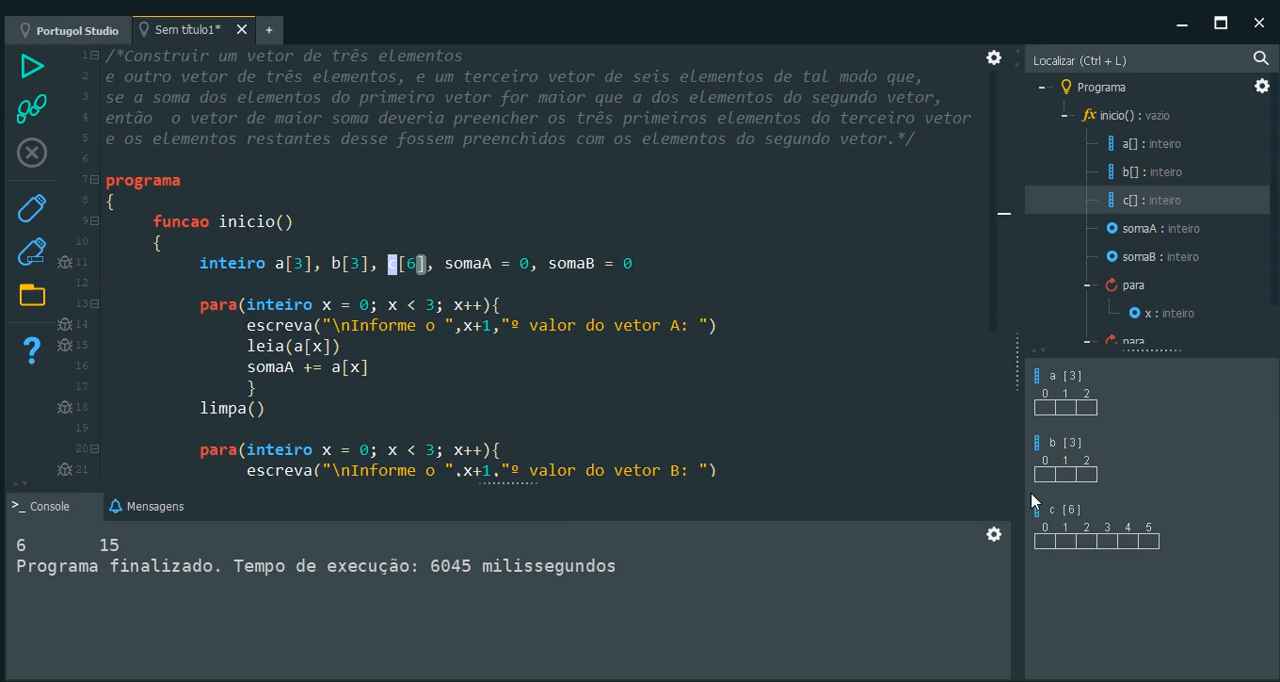 Portugol Studio
Sem título1*
+
1 /*Construir um vetor de três elementos
2 e outro vetor de três elementos, e um terceiro vetor de seis elementos de tal modo que,
3 se a soma dos elementos do primeiro vetor for maior que a dos elementos do segundo vetor,
4 então  o vetor de maior soma deveria preencher os três primeiros elementos do terceiro vetor
5 e os elementos restantes desse fossem preenchidos com os elementos do segundo vetor.*/
6
7 programa
8 {
9 funcao inicio()
10 {
11 inteiro a[3], b[3], c[6], somaA = 0, somaB = 0
12
13 para(inteiro x = 0; x < 3; x++){
14 escreva("\nInforme o ",x+1,"º valor do vetor A: ")
15 leia(a[x])
16 somaA += a[x]
17 }
18 limpa()
19
20 para(inteiro x = 0; x < 3; x++){
21 escreva("\nInforme o ",x+1,"º valor do vetor B: ")
>_ Console
Mensagens
6 15
Programa finalizado. Tempo de execução: 6045 milissegundos
Localizar (Ctrl + L)
Programa
fx inicio() : vazio
a[] : inteiro
b[] : inteiro
c[] : inteiro
somaA : inteiro
somaB : inteiro
para
x : inteiro
para
a [3]
0 1 2
b [3]
0 1 2
c [6]
0 1 2 3 4 5
?